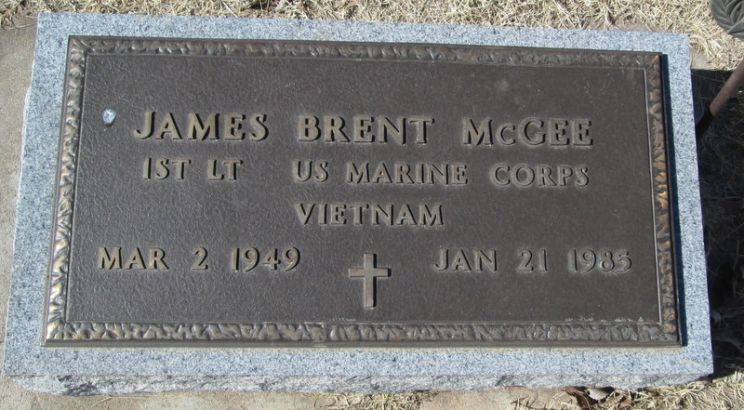 JAMES BRENT McGEE
1ST LT US MARINE CORPS
VIETNAM
MAR 2 1949 JAN 21 1985